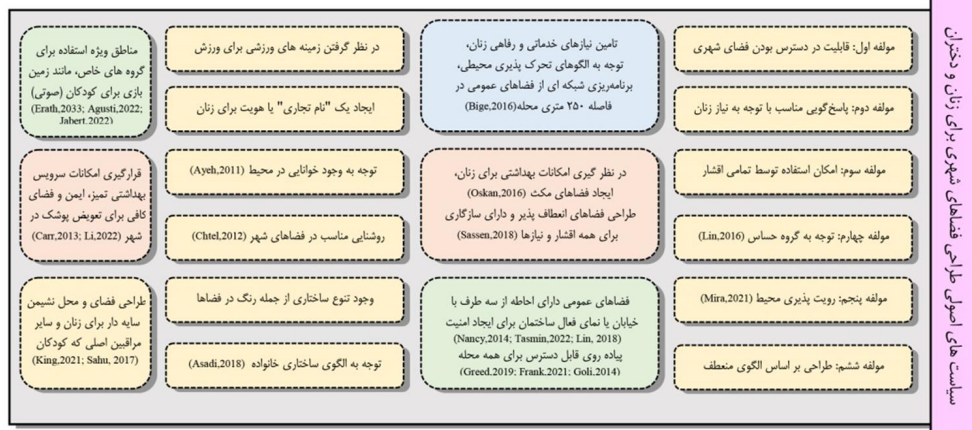 سیاست های اصولی طراحی فضاهای شهری برای زنان و دختران
مولفه اول: قابلیت در دسترس بودن فضای شهری
مولفه دوم: پاسخ‌گویی مناسب با توجه به نیاز زنان
مولفه سوم: امکان استفاده توسط تمامی اقشار
مولفه چهارم: توجه به گروه حساس (Lin,2016)
مولفه پنجم: رویت پذیری محیط (Mira,2021)
مولفه ششم: طراحی بر اساس الگوی منعطف
تامین نیازهای خدماتی و رفاهی زنان،
توجه به الگوهای تحرک پذیری محیطی،
برنامه‌ریزی شبکه ای از فضاهای عمومی در
فاصله ۲۵۰ متری محله(Bige,2016)
در نظر گیری امکانات بهداشتی برای زنان،
ایجاد فضاهای مکث (Oskan,2016)
طراحی فضاهای انعطاف پذیر و دارای سازگاری
برای همه اقشار و نیازها (Sassen,2018)
فضاهای عمومی دارای احاطه از سه طرف با
خیابان یا نمای فعال ساختمان برای ایجاد امنیت
(Nancy,2014; Tasmin,2022; Lin, 2018)
پیاده روی قابل دسترس برای همه محله
(Greed,2019; Frank,2021; Goli,2014)
در نظر گرفتن زمینه های ورزشی برای ورزش
ایجاد یک "نام تجاری" با هویت برای زنان
توجه به وجود خوانایی در محیط (Ayeh,2011)
روشنایی مناسب در فضاهای شهر (Chtel,2012)
وجود تنوع ساختاری از جمله رنگ در فضاها
توجه به الگوی ساختاری خانواده (Asadi,2018)
مناطق ویژه استفاده برای
گروه های خاص، مانند زمین
بازی برای کودکان (صوتی)
(Erath,2033; Agusti,2022;
Jabert,2022)
قرارگیری امکانات سرویس
بهداشتی تمیز، ایمن و فضای
کافی برای تعویض پوشک در
شهر (Carr,2013; Li,2022)
طراحی فضای و محل نشیمن
سایه دار برای زنان و سایر
مراقبین اصلی که کودکان
(King,2021; Sahu, 2017)